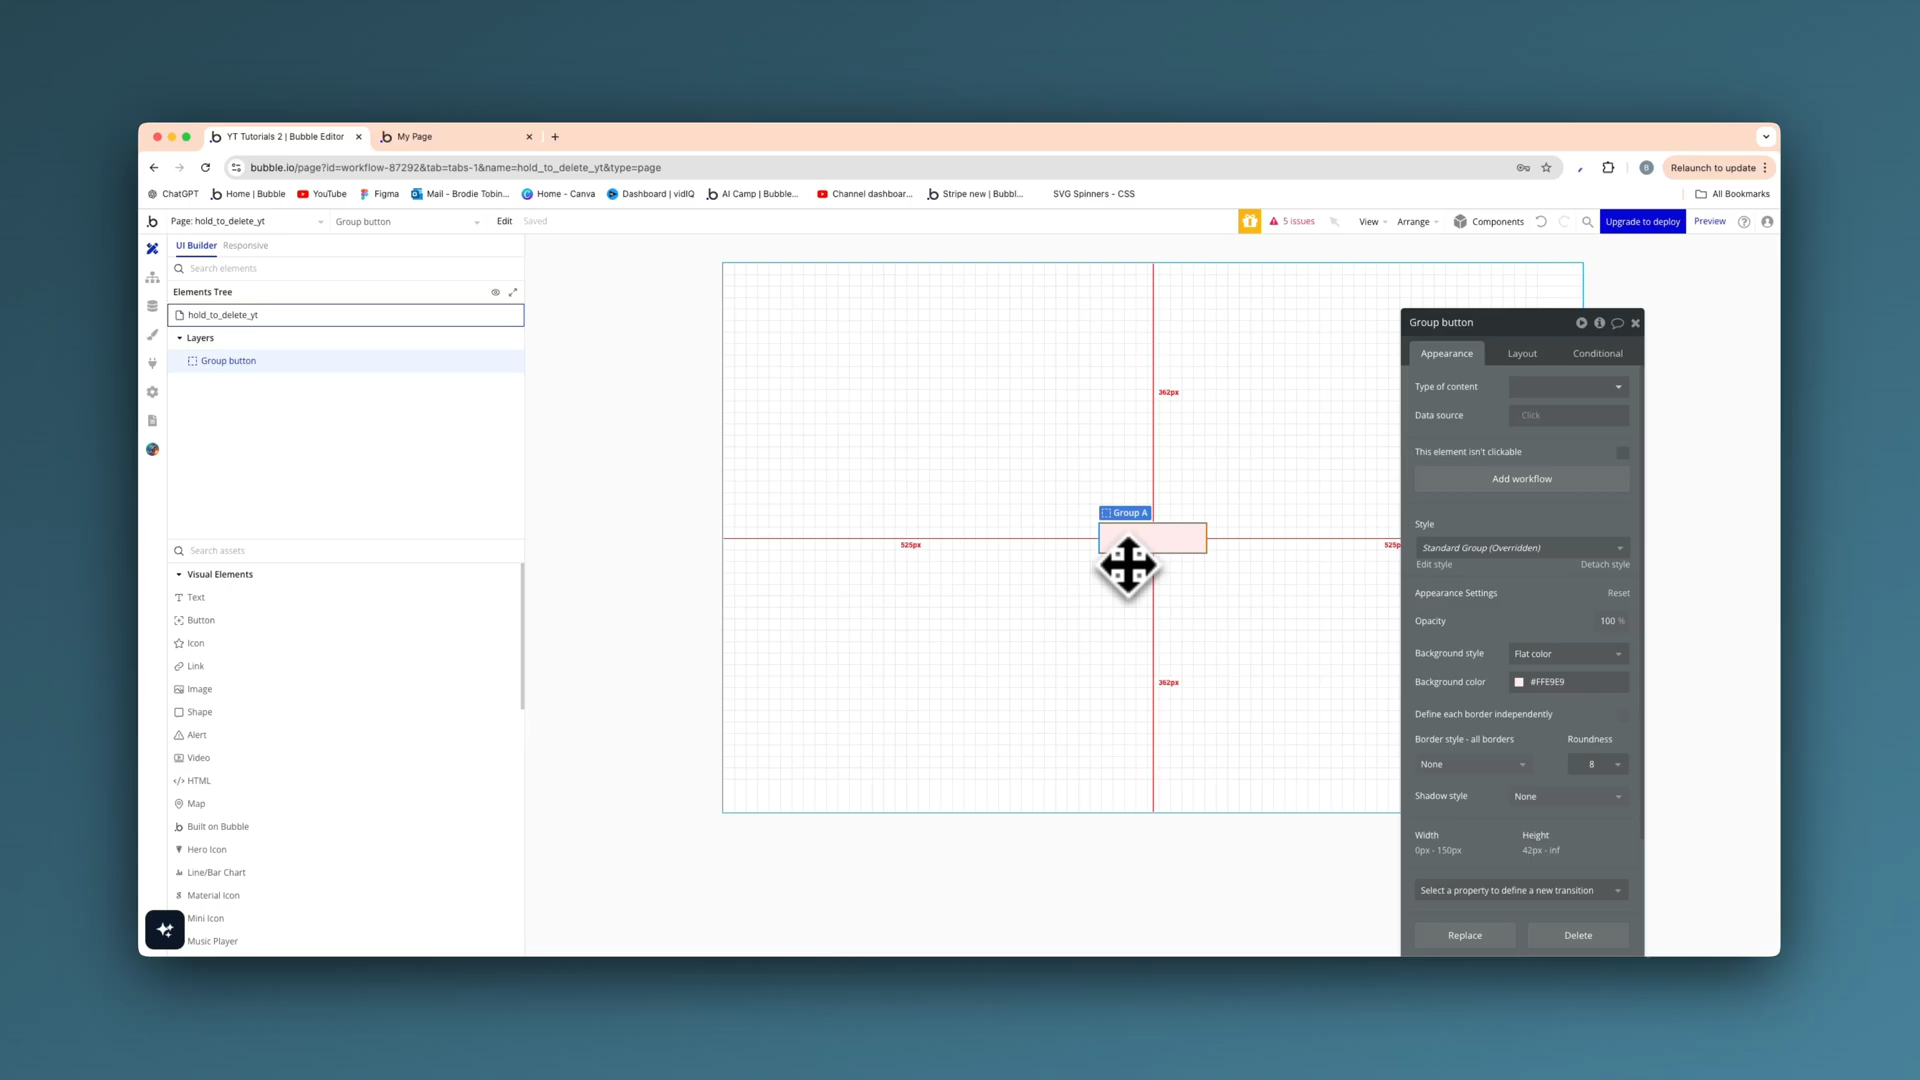 YT Tutorials 2 | Bubble Editor
My Page
bubble.io/page?id=workflow-87292&tab=tabs-1&name=hold_to_delete_yt&type=page
B
Relaunch to update
ChatGPT
Home | Bubble
YouTube
Figma
Mail - Brodie Tobin...
Home - Canva
Dashboard | vidIQ
AI Camp | Bubble...
Channel dashboar...
Stripe new | Bubbl...
SVG Spinners - CSS
All Bookmarks
Page: hold_to_delete_yt
Group button
Edit
Saved
5 issues
View
Arrange
Components
Upgrade to deploy
Preview
UI Builder
Responsive
Search elements
Elements Tree
hold_to_delete_yt
Layers
Group button
Search assets
Visual Elements
Text
Button
Icon
Link
Image
Shape
Alert
Video
HTML
Map
Built on Bubble
Hero Icon
Line/Bar Chart
Material Icon
Mini Icon
Music Player
362px
Group A
525px
525p
362px
Group button
Appearance
Layout
Conditional
Type of content
Data source
Click
This element isn't clickable
Add workflow
Style
Standard Group (Overridden)
Edit style
Detach style
Appearance Settings
Reset
Opacity
100 %
Background style
Flat color
Background color
#FFE9E9
Define each border independently
Border style - all borders
Roundness
None
8
Shadow style
None
Width
Height
0px - 150px
42px - inf
Select a property to define a new transition
Replace
Delete